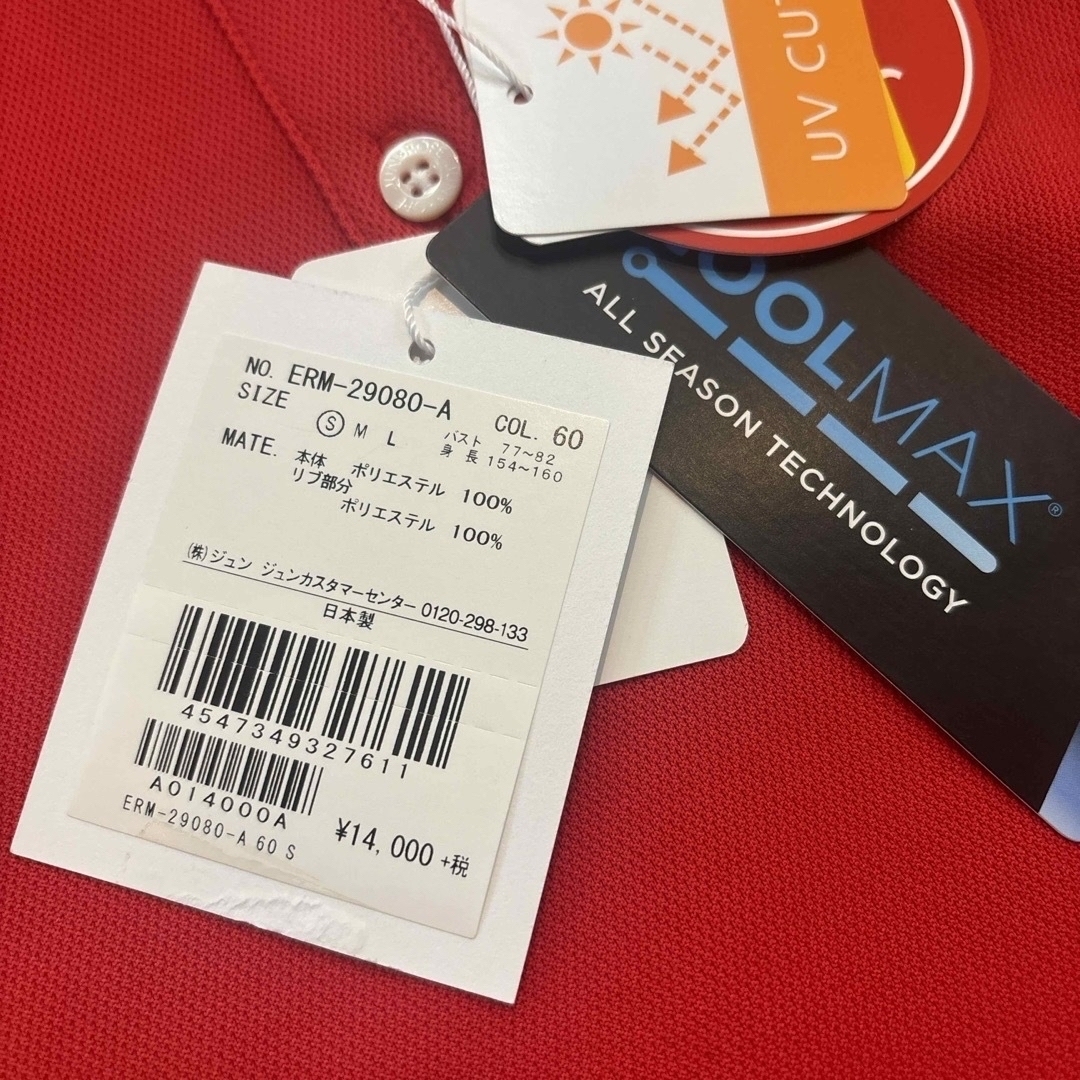 UV CU
COOLMAX®
ALL SEASON TECHNOLOGY
NO. ERM-29080-A COL. 60
SIZE Ⓢ M L バスト 77~82
身長 154~160
MATE. 本体 ポリエステル 100%
リブ部分
ポリエステル 100%
(株)ジュン ジュンカスタマーセンター 0120-298-133
日本製
4547349327611
A014000A
ERM-29080-A 60 S
¥14,000 +税